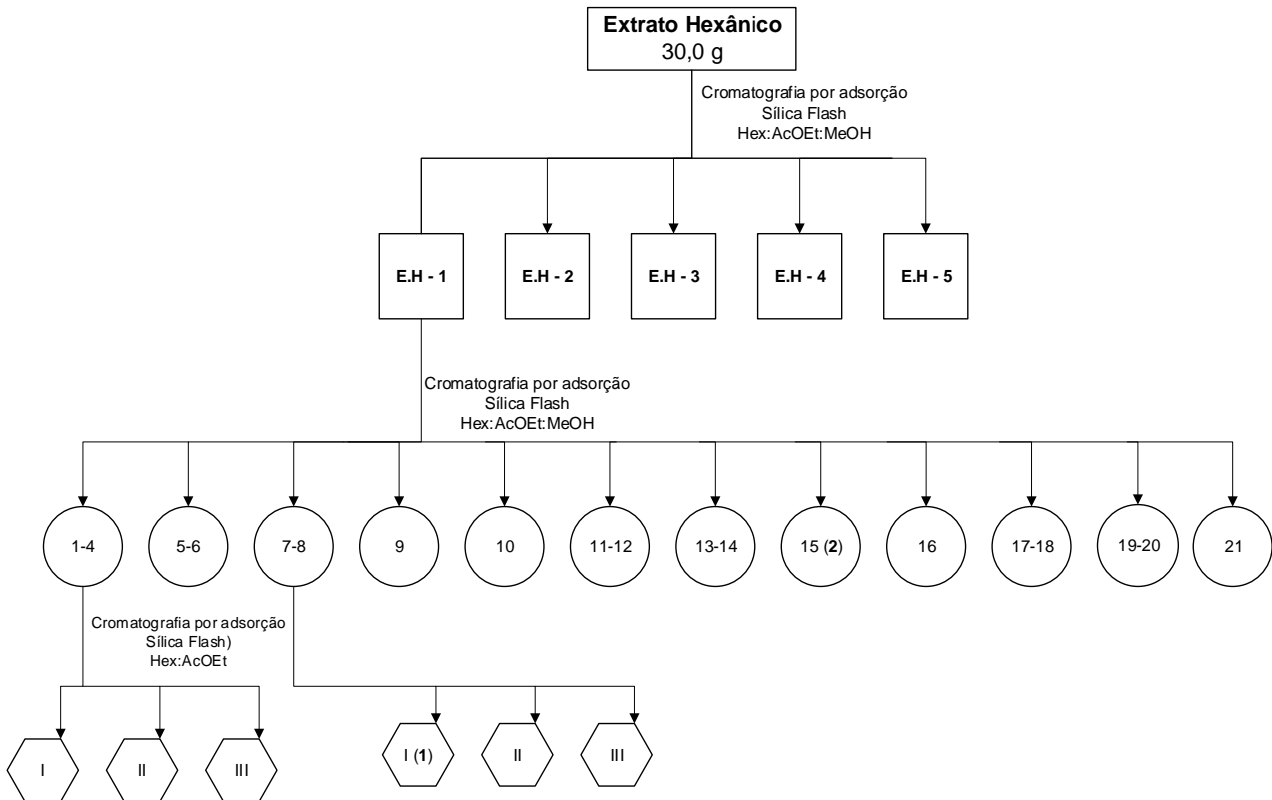 Extrato Hexânico
30,0 g
Cromatografia por adsorção
Sílica Flash
Hex:AcOEt:MeOH
E.H - 1
E.H - 2
E.H - 3
E.H - 4
E.H - 5
Cromatografia por adsorção
Sílica Flash
Hex:AcOEt:MeOH
1-4
5-6
7-8
9
10
11-12
13-14
15 (2)
16
17-18
19-20
21
Cromatografia por adsorção
Sílica Flash)
Hex:AcOEt
I
II
III
I (1)
II
III